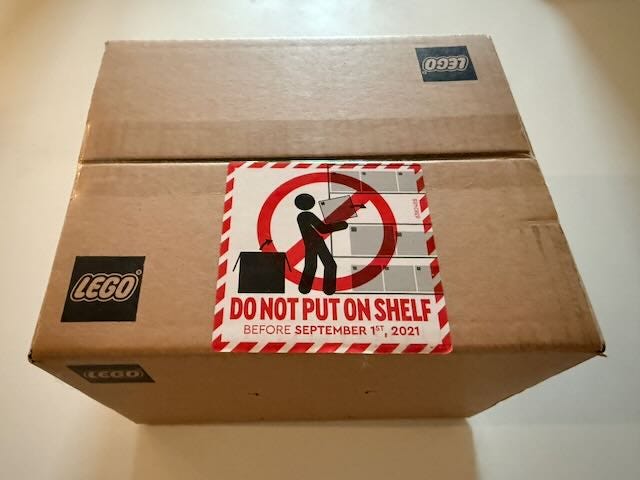 LEGO
LEGO
DO NOT PUT ON SHELF
BEFORE SEPTEMBER 1ST, 2021
LEGO